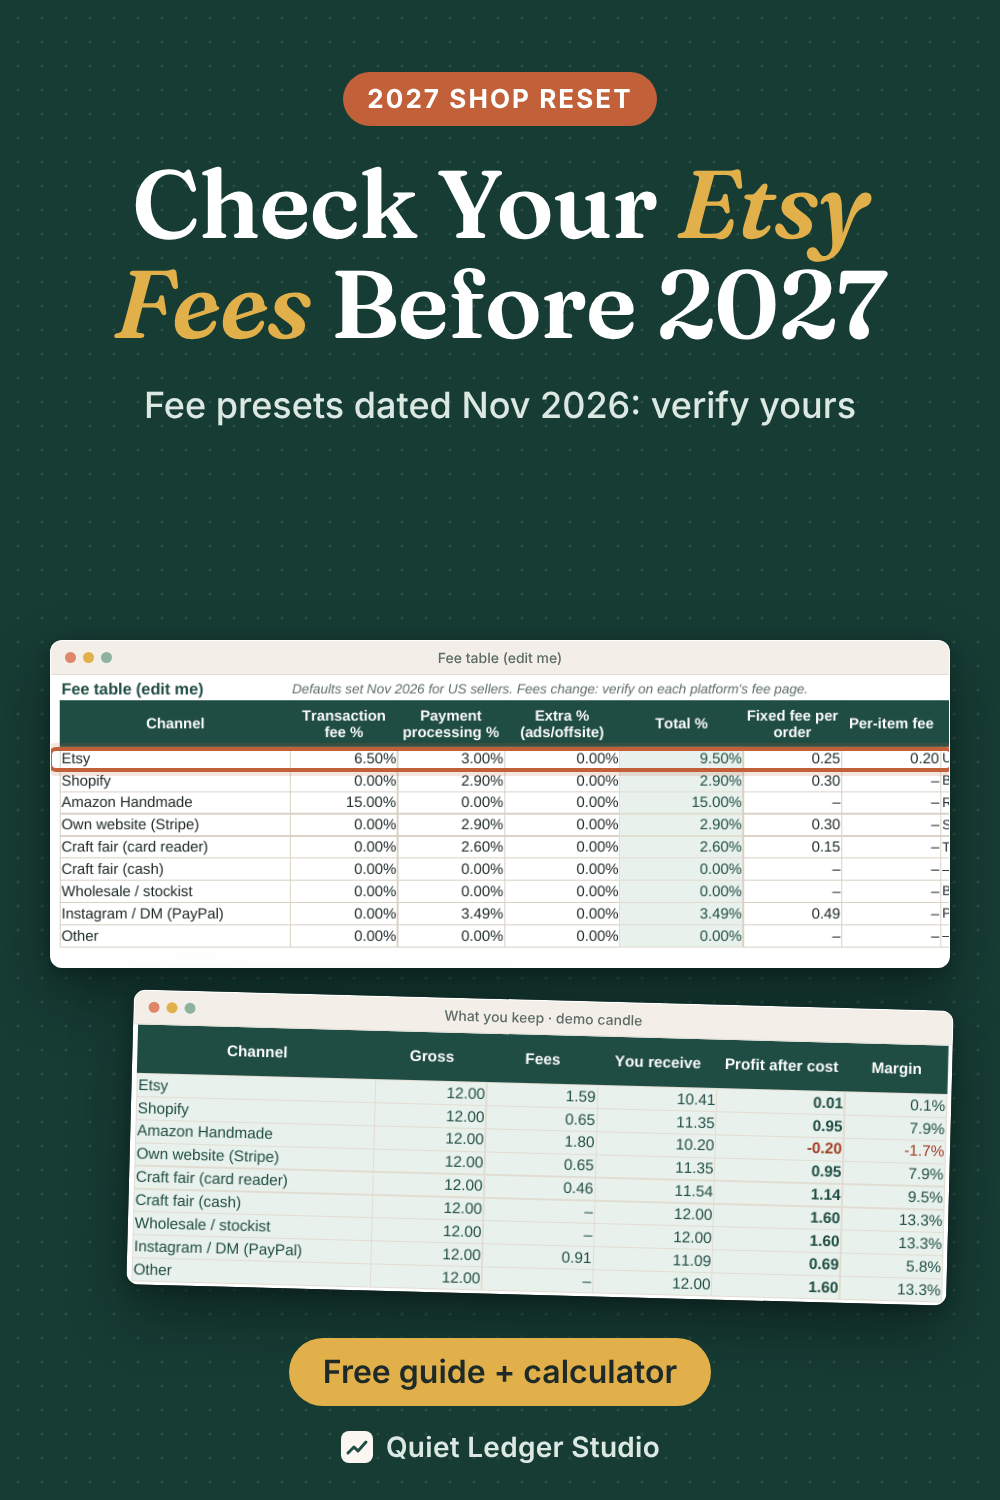 2027 SHOP RESET
Check Your Etsy
Fees Before 2027
Fee presets dated Nov 2026: verify yours
Fee table (edit me)
Fee table (edit me) Defaults set Nov 2026 for US sellers. Fees change: verify on each platform's fee page.
Channel Transaction fee % Payment processing % Extra % (ads/offsite) Total % Fixed fee per order Per-item fee
Etsy 6.50% 3.00% 0.00% 9.50% 0.25 0.20 U
Shopify 0.00% 2.90% 0.00% 2.90% 0.30 – B
Amazon Handmade 15.00% 0.00% 0.00% 15.00% – – R
Own website (Stripe) 0.00% 2.90% 0.00% 2.90% 0.30 – S
Craft fair (card reader) 0.00% 2.60% 0.00% 2.60% 0.15 – T
Craft fair (cash) 0.00% 0.00% 0.00% 0.00% – – –
Wholesale / stockist 0.00% 0.00% 0.00% 0.00% – – B
Instagram / DM (PayPal) 0.00% 3.49% 0.00% 3.49% 0.49 – P
Other 0.00% 0.00% 0.00% 0.00% – – –
What you keep · demo candle
Channel Gross Fees You receive Profit after cost Margin
Etsy 12.00 1.59 10.41 0.01 0.1%
Shopify 12.00 0.65 11.35 0.95 7.9%
Amazon Handmade 12.00 1.80 10.20 -0.20 -1.7%
Own website (Stripe) 12.00 0.65 11.35 0.95 7.9%
Craft fair (card reader) 12.00 0.46 11.54 1.14 9.5%
Craft fair (cash) 12.00 – 12.00 1.60 13.3%
Wholesale / stockist 12.00 – 12.00 1.60 13.3%
Instagram / DM (PayPal) 12.00 0.91 11.09 0.69 5.8%
Other 12.00 – 12.00 1.60 13.3%
Free guide + calculator
Quiet Ledger Studio